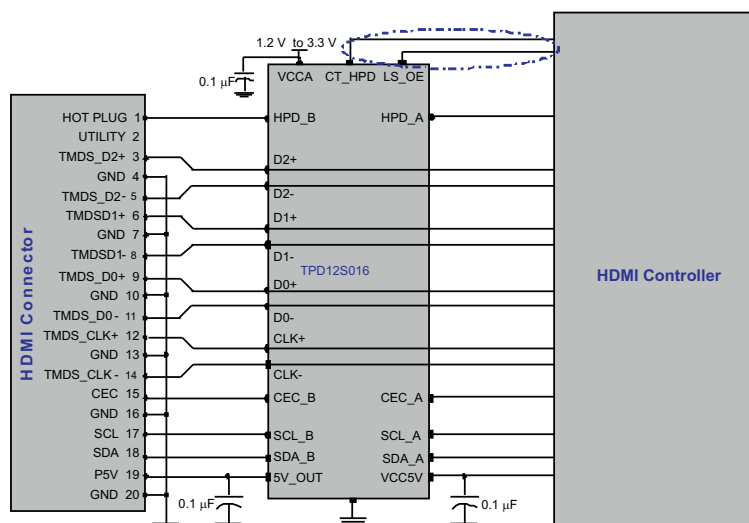 1.2 V to 3.3 V
0.1 μF
VCCA CT_HPD LS_OE
HOT PLUG 1
UTILITY 2
TMDS_D2+ 3
GND 4
TMDS_D2- 5
TMDSD1+ 6
GND 7
TMDSD1- 8
TMDS_D0+ 9
GND 10
TMDS_D0- 11
TMDS_CLK+ 12
GND 13
TMDS_CLK- 14
CEC 15
GND 16
SCL 17
SDA 18
P5V 19
GND 20
HDMI Connector
HPD_B HPD_A
D2+
D2-
D1+
D1-
TPD12S016
D0+
D0-
CLK+
CLK-
CEC_B CEC_A
SCL_B SCL_A
SDA_B SDA_A
5V_OUT VCC5V
0.1 μF
0.1 μF
HDMI Controller